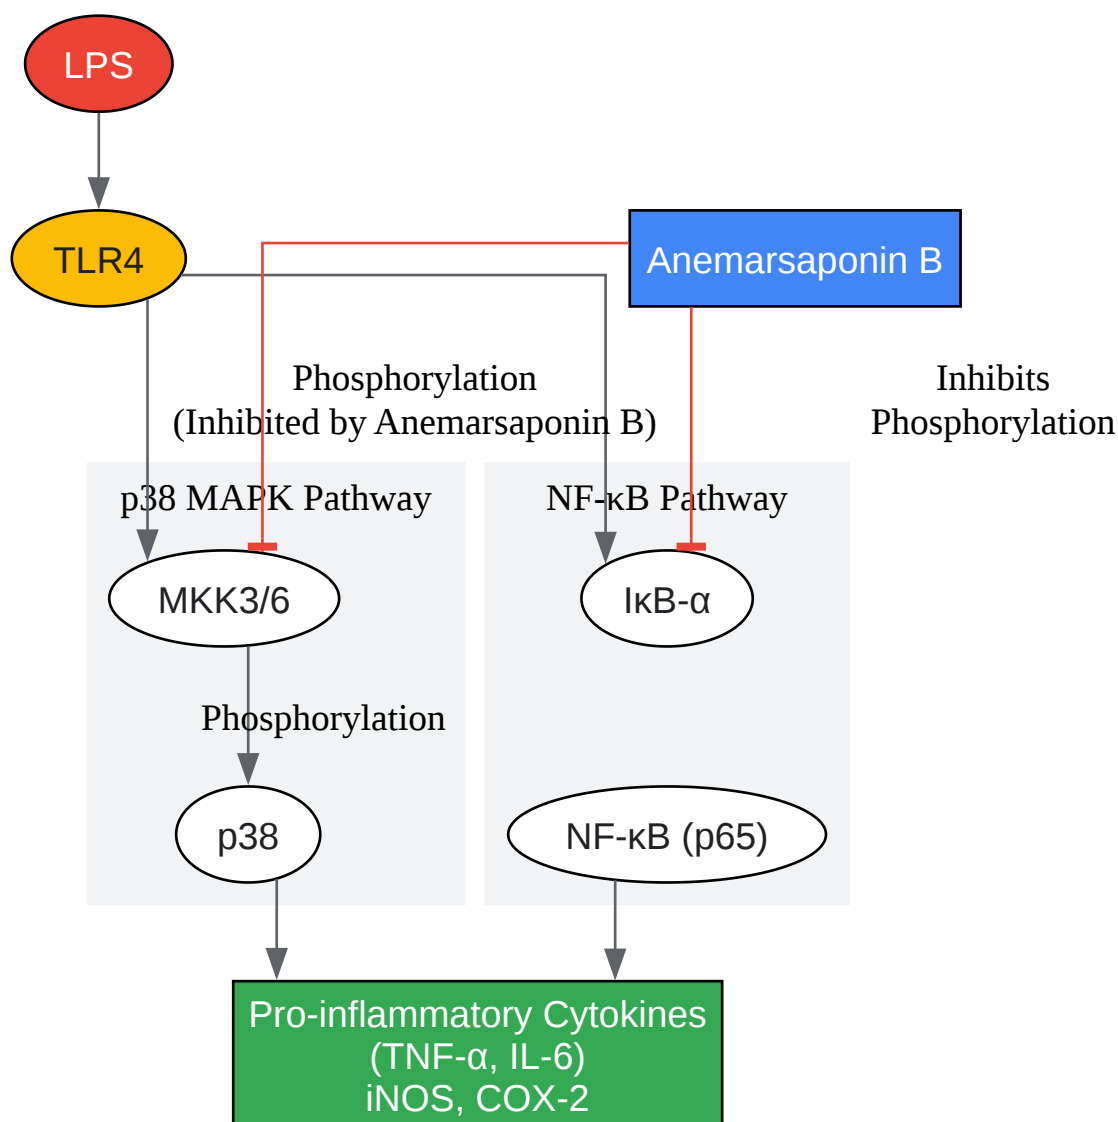 LPS
TLR4
Anemarsaponin B
Phosphorylation
(Inhibited by Anemarsaponin B)
Inhibits
Phosphorylation
p38 MAPK Pathway
NF-κB Pathway
MKK3/6
IκB-α
Phosphorylation
p38
NF-κB (p65)
Pro-inflammatory Cytokines
(TNF-α, IL-6)
iNOS, COX-2